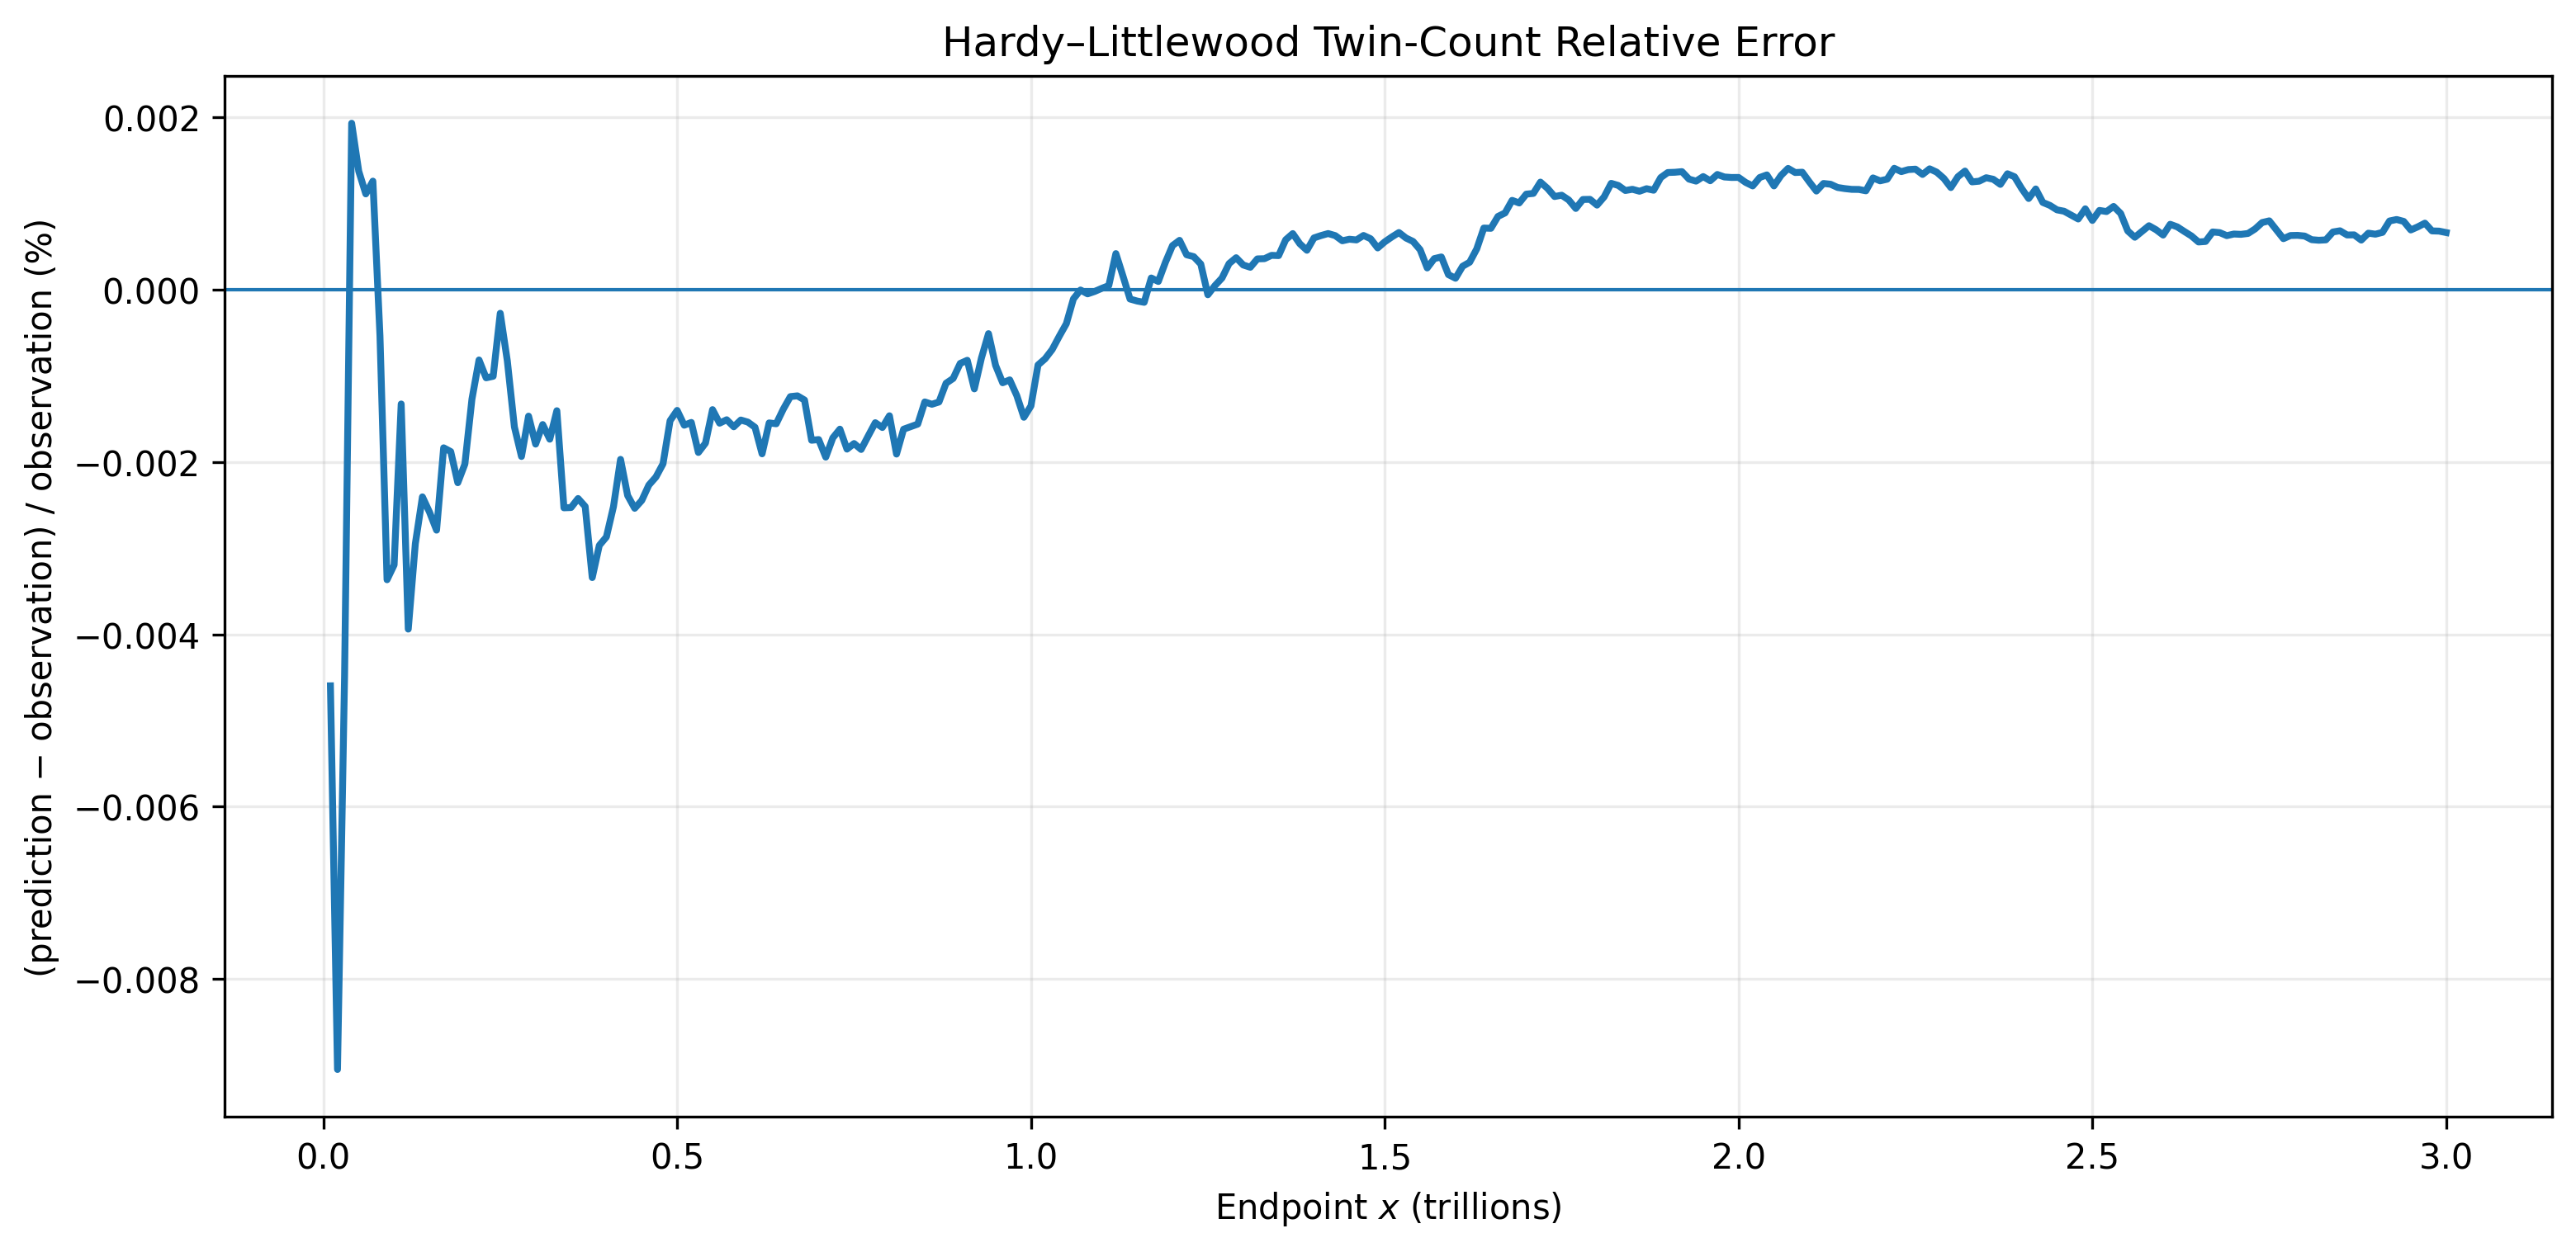 Hardy–Littlewood Twin-Count Relative Error
(prediction − observation) / observation (%)
0.002
0.000
−0.002
−0.004
−0.006
−0.008
0.0 0.5 1.0 1.5 2.0 2.5 3.0
Endpoint x (trillions)